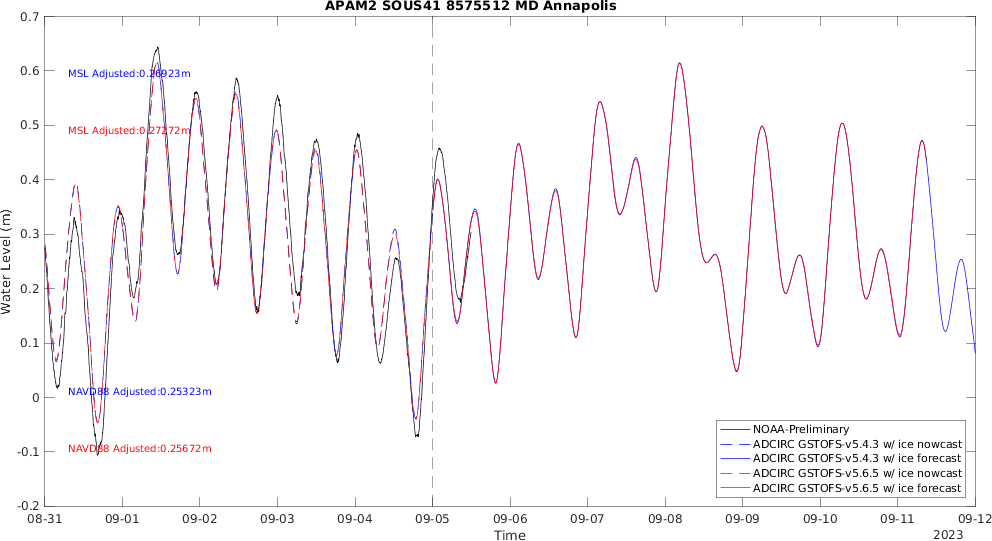 APAM2 SOUS41 8575512 MD Annapolis
0.7
0.6
0.5
0.4
0.3
0.2
0.1
0
-0.1
-0.2
Water Level (m)
MSL Adjusted:0.26923m
MSL Adjusted:0.27272m
NAVD88 Adjusted:0.25323m
NAVD88 Adjusted:0.25672m
NOAA-Preliminary
ADCIRC GSTOFS-v5.4.3 w/ ice nowcast
ADCIRC GSTOFS-v5.4.3 w/ ice forecast
ADCIRC GSTOFS-v5.6.5 w/ ice nowcast
ADCIRC GSTOFS-v5.6.5 w/ ice forecast
08-31 09-01 09-02 09-03 09-04 09-05 09-06 09-07 09-08 09-09 09-10 09-11 09-12
Time
2023